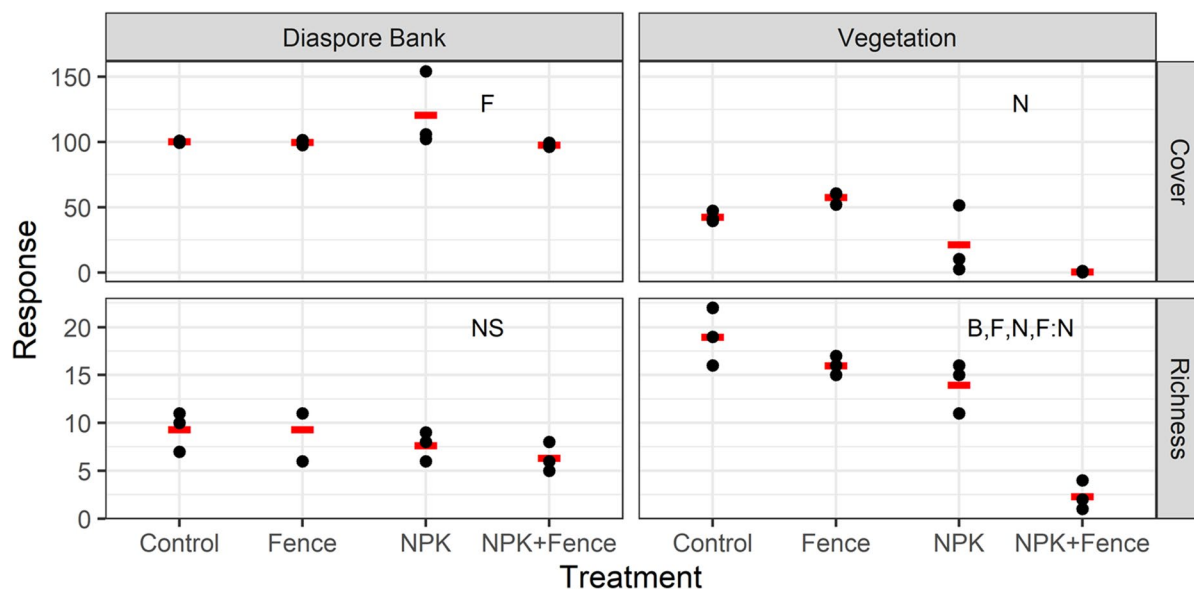 Diaspore Bank
Vegetation
150
100
50
0
F
N
Cover
Response
20
15
10
5
0
NS
B,F,N,F:N
Richness
Control
Fence
NPK
NPK+Fence
Control
Fence
NPK
NPK+Fence
Treatment